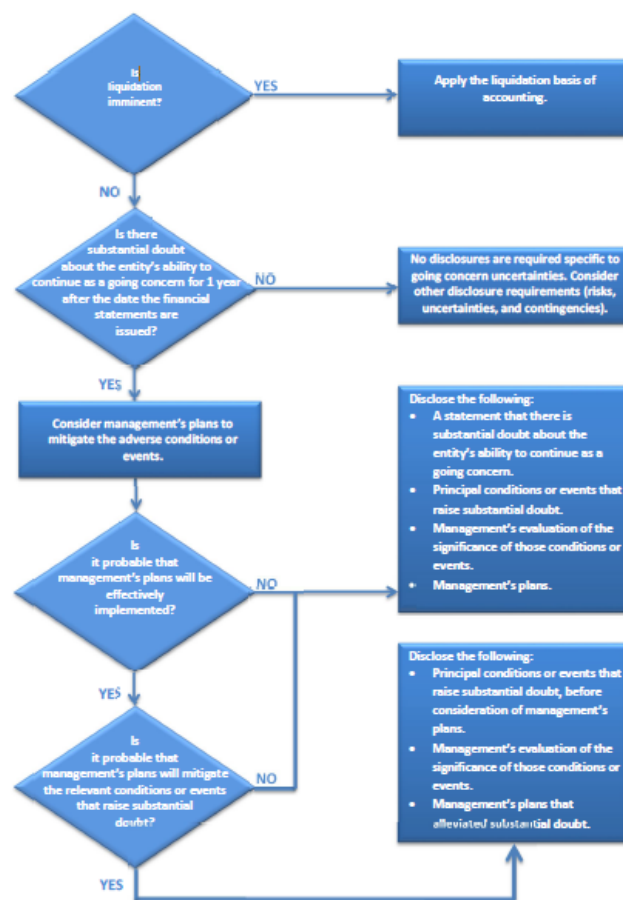 Is
liquidation
imminent?
YES
Apply the liquidation basis of
accounting.
NO
Is there
substantial doubt
about the entity's ability to
continue as a going concern for 1 year
after the date the financial
statements are
issued?
NO
No disclosures are required specific to
going concern uncertainties. Consider
other disclosure requirements (risks,
uncertainties, and contingencies).
YES
Consider management's plans to
mitigate the adverse conditions or
events.
Disclose the following:
• A statement that there is
substantial doubt about the
entity's ability to continue as a
going concern.
• Principal conditions or events that
raise substantial doubt.
• Management's evaluation of the
significance of those conditions or
events.
• Management's plans.
Is
it probable that
management's plans will be
effectively
implemented?
NO
YES
Is
it probable that
management's plans will mitigate
the relevant conditions or events
that raise substantial
doubt?
NO
Disclose the following:
• Principal conditions or events that
raise substantial doubt, before
consideration of management's
plans.
• Management's evaluation of the
significance of those conditions or
events.
• Management's plans that
alleviated substantial doubt.
YES